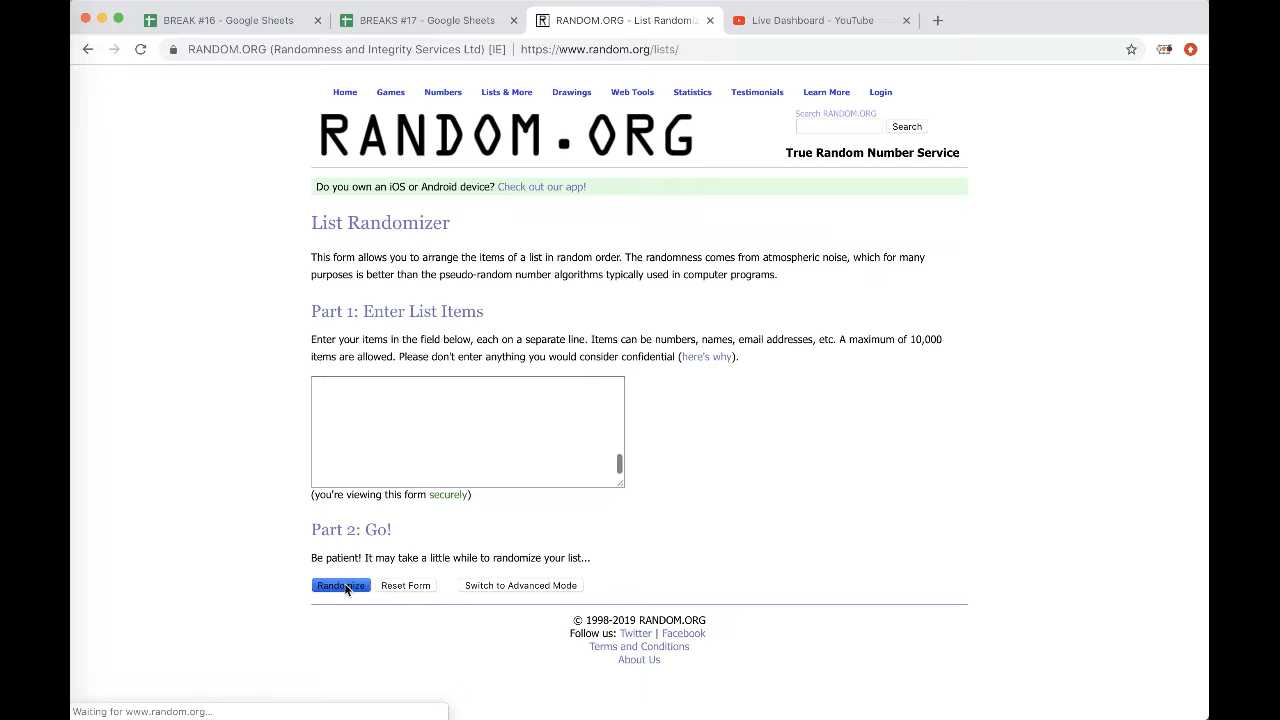 BREAK #16 - Google Sheets
BREAKS #17 - Google Sheets
RANDOM.ORG - List Randomiz
Live Dashboard - YouTube
RANDOM.ORG (Randomness and Integrity Services Ltd) [IE] https://www.random.org/lists/
Home Games Numbers Lists & More Drawings Web Tools Statistics Testimonials Learn More Login
RANDOM.ORG
Search RANDOM.ORG
Search
True Random Number Service
Do you own an iOS or Android device? Check out our app!
List Randomizer
This form allows you to arrange the items of a list in random order. The randomness comes from atmospheric noise, which for many
purposes is better than the pseudo-random number algorithms typically used in computer programs.
Part 1: Enter List Items
Enter your items in the field below, each on a separate line. Items can be numbers, names, email addresses, etc. A maximum of 10,000
items are allowed. Please don't enter anything you would consider confidential (here's why).
(you're viewing this form securely)
Part 2: Go!
Be patient! It may take a little while to randomize your list...
Randomize Reset Form Switch to Advanced Mode
© 1998-2019 RANDOM.ORG
Follow us: Twitter | Facebook
Terms and Conditions
About Us
Waiting for www.random.org...